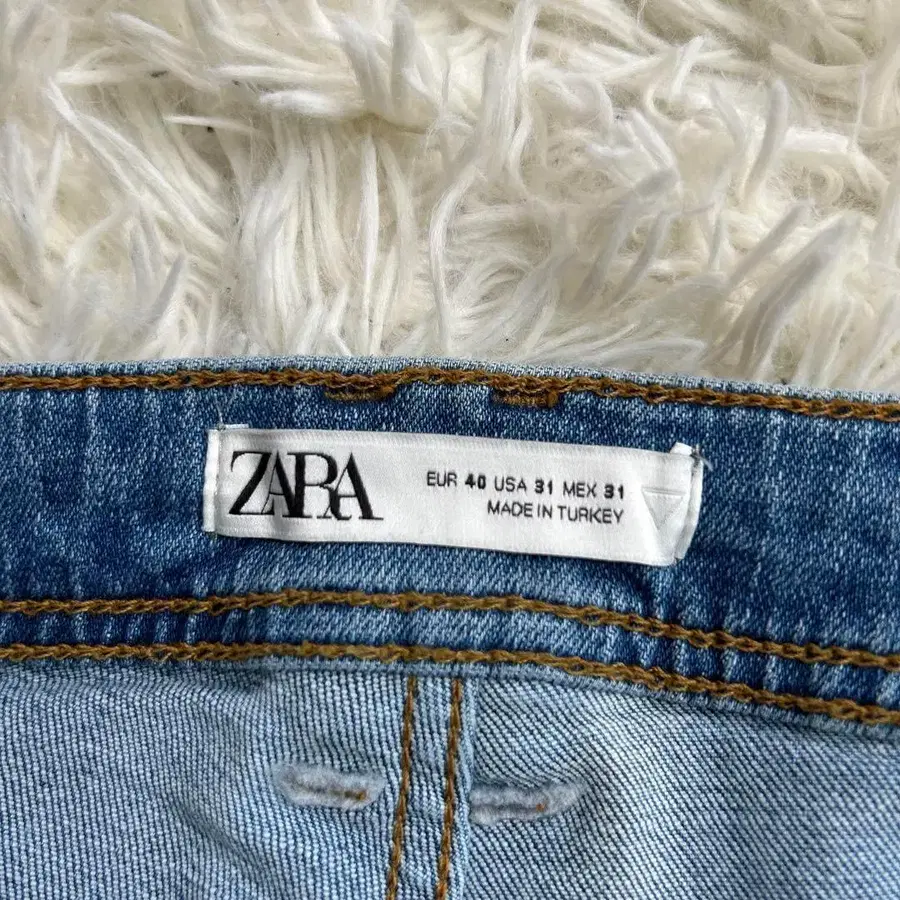 ZARA
EUR 40 USA 31 MEX 31
MADE IN TURKEY